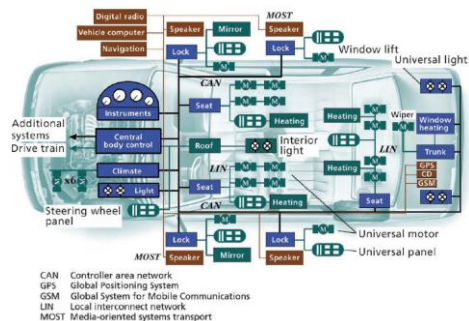 MOST
Digital radio
Vehicle computer
Navigation
Speaker
Mirror
Speaker
Lock
M
Lock
M
Window lift
Universal light
CAN
Instruments
Seat
M M
M M
Heating
Heating
M
M
Wiper
M
Window heating
Additional systems
Drive train
Central body control
Roof
Interior light
Heating
LIN
Trunk
Climate
x6
Light
LIN
Seat
M M
M M
GPS
CD
GSM
Steering wheel panel
CAN
Heating
Seat
Universal motor
M
M
Lock
Lock
Universal panel
MOST
Speaker
M
Mirror
Speaker
M
CAN Controller area network
GPS Global Positioning System
GSM Global System for Mobile Communications
LIN Local interconnect network
MOST Media-oriented systems transport